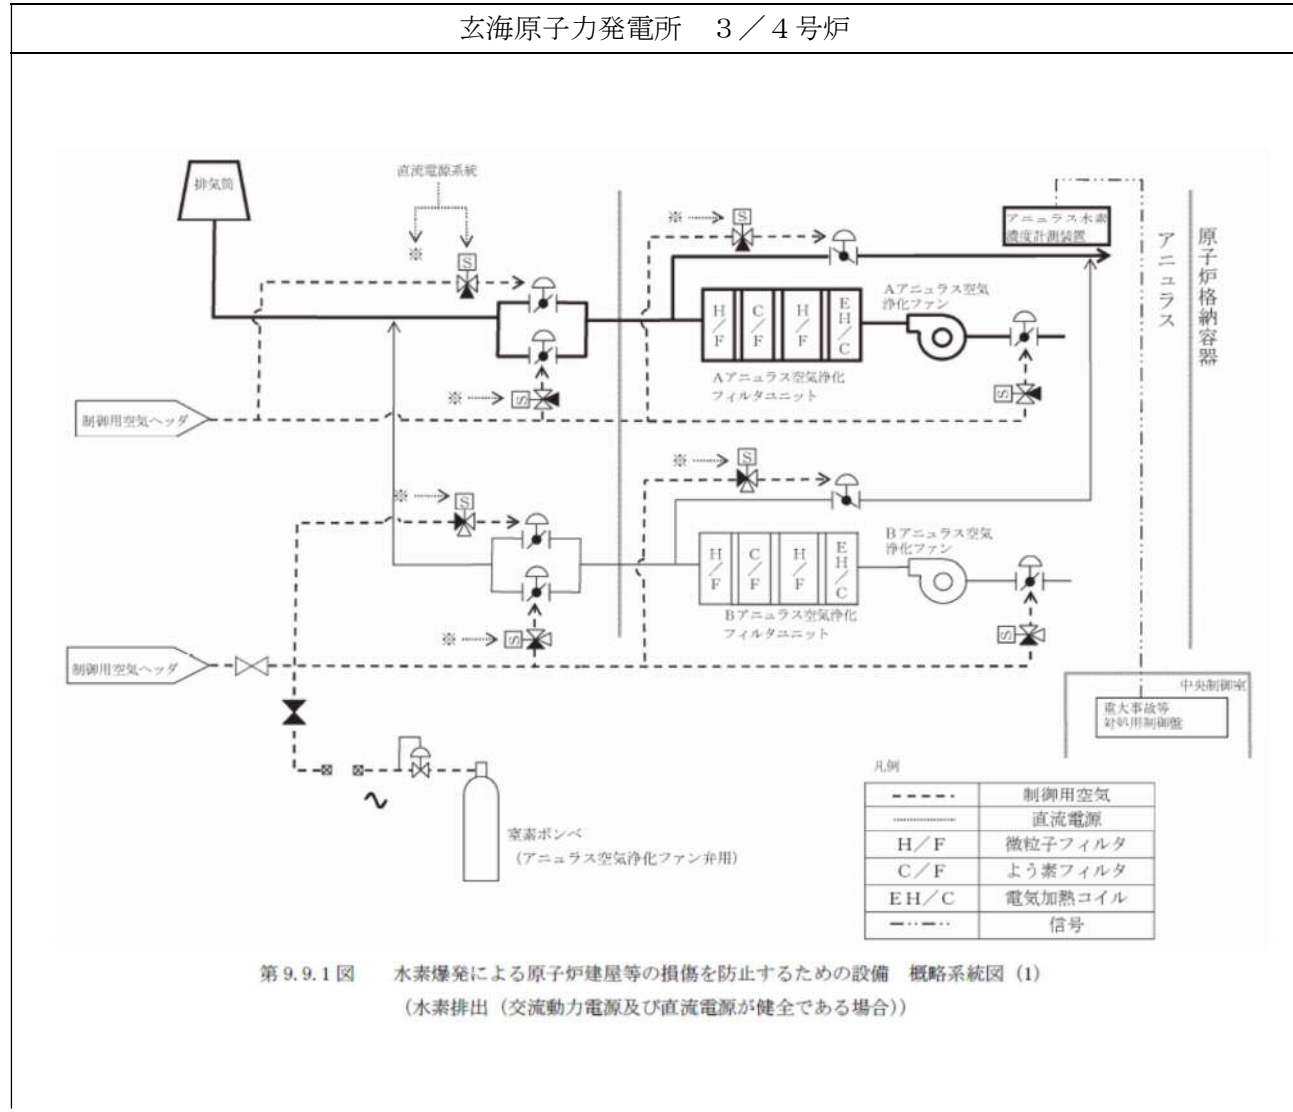 玄海原子力発電所 3/4号炉
排気筒
直流電源系統
※
S
※
S
アニュラス水素
濃度計測装置
アニュラス
原子炉格納容器
S
H/F
C/F
H/F
EH/C
Aアニュラス空気
浄化ファン
Aアニュラス空気浄化
フィルタユニット
※
S
S
制御用空気ヘッダ
※
S
※
S
H/F
C/F
H/F
EH/C
Bアニュラス空気
浄化ファン
Bアニュラス空気浄化
フィルタユニット
※
S
S
制御用空気ヘッダ
中央制御室
重大事故等
対処用制御盤
窒素ボンベ
(アニュラス空気浄化ファン弁用)
凡例
制御用空気
直流電源
H/F 微粒子フィルタ
C/F よう素フィルタ
EH/C 電気加熱コイル
信号
第9.9.1図 水素爆発による原子炉建屋等の損傷を防止するための設備 概略系統図(1)
(水素排出(交流動力電源及び直流電源が健全である場合))